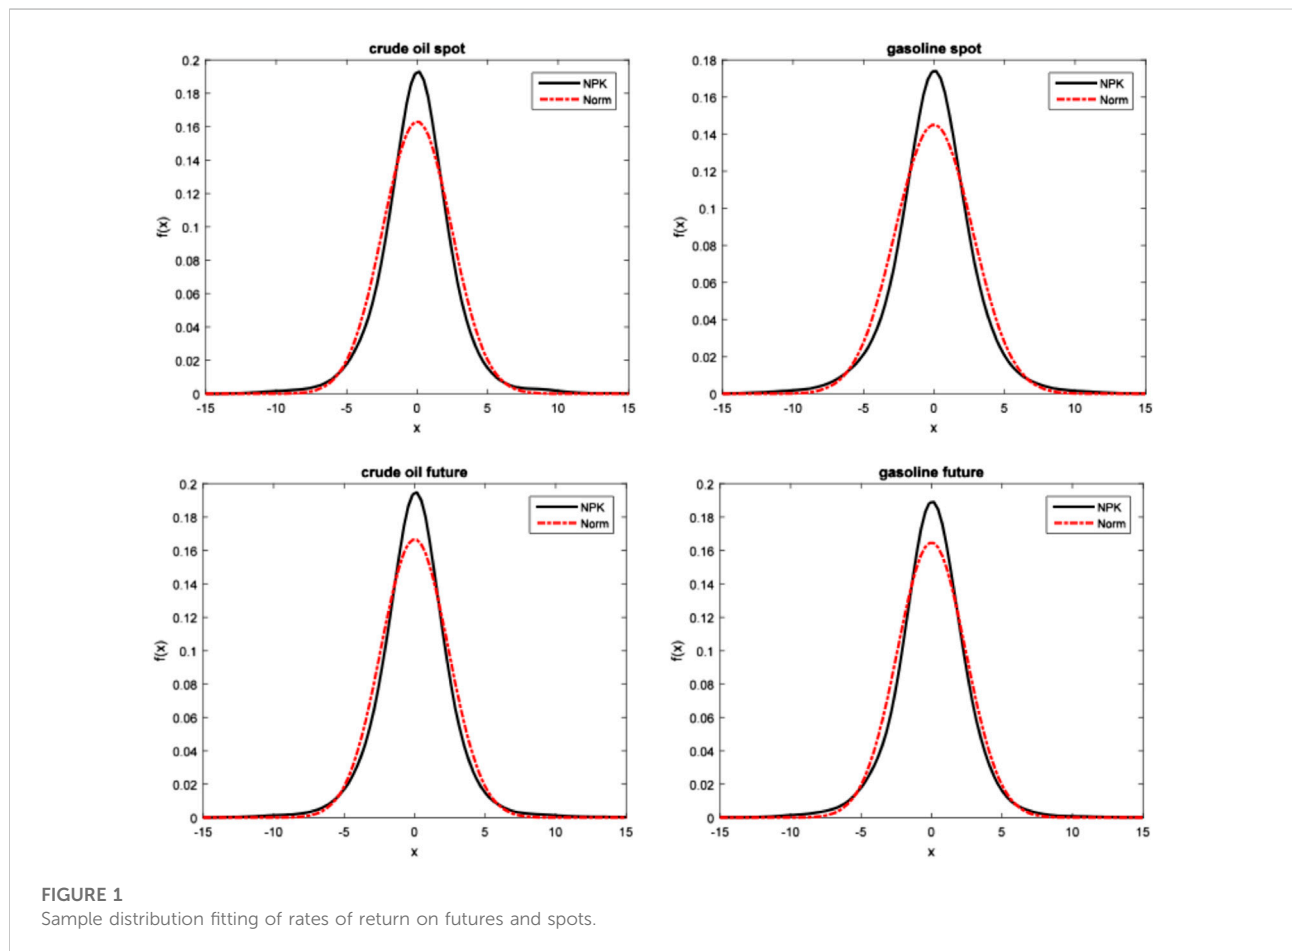 crude oil spot
0.2
0.18
0.16
0.14
0.12
0.1
0.08
0.06
0.04
0.02
0
f(x)
-15 -10 -5 0 5 10 15
x
NPK
Norm
gasoline spot
0.18
0.16
0.14
0.12
0.1
0.08
0.06
0.04
0.02
0
f(x)
-15 -10 -5 0 5 10 15
x
NPK
Norm
crude oil future
0.2
0.18
0.16
0.14
0.12
0.1
0.08
0.06
0.04
0.02
0
f(x)
-15 -10 -5 0 5 10 15
x
NPK
Norm
gasoline future
0.2
0.18
0.16
0.14
0.12
0.1
0.08
0.06
0.04
0.02
0
f(x)
-15 -10 -5 0 5 10 15
x
NPK
Norm
FIGURE 1
Sample distribution fitting of rates of return on futures and spots.